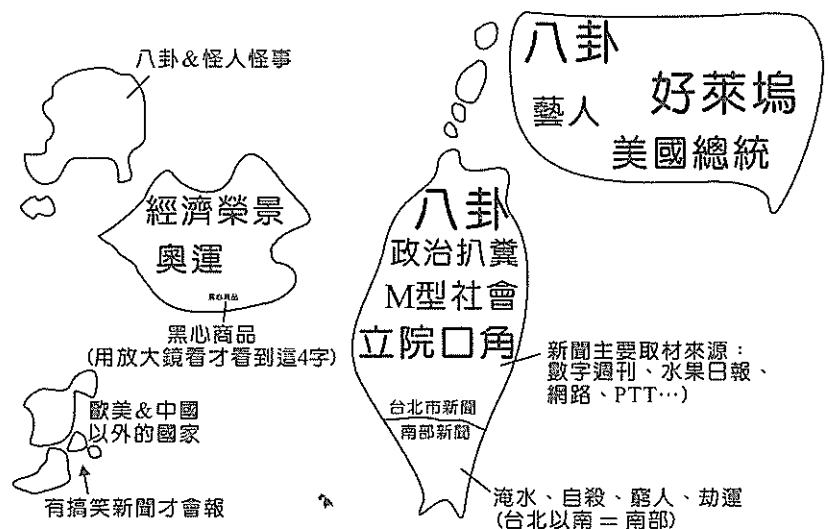 八卦&怪人怪事
八卦
藝人
好萊塢
美國總統
經濟榮景
奧運
黑心商品
黑心商品
(用放大鏡看才看到這4字)
八卦
政治扒糞
M型社會
立院口角
新聞主要取材來源：
數字週刊、水果日報、
網路、PTT…)
台北市新聞
南部新聞
歐美&中國
以外的國家
有搞笑新聞才會報
淹水、自殺、窮人、劫運
(台北以南＝南部)